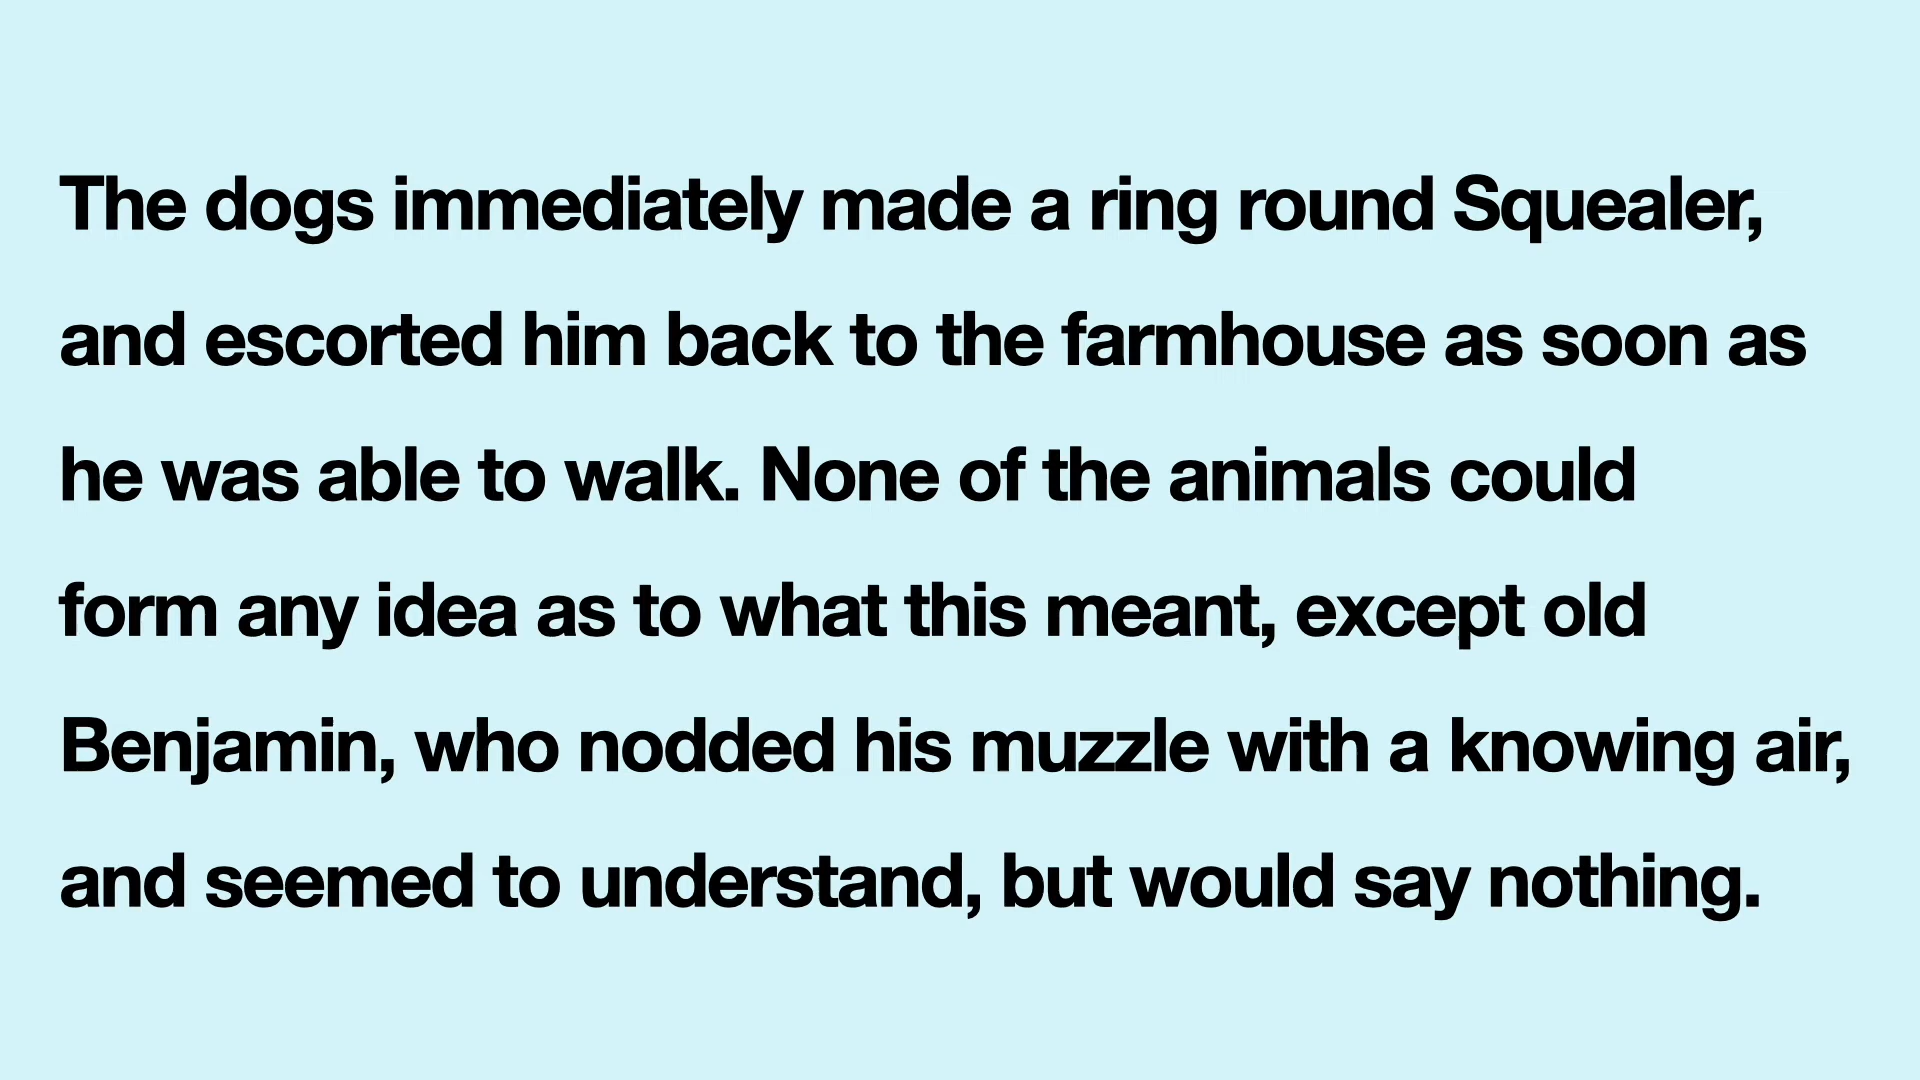 The dogs immediately made a ring round Squealer,
and escorted him back to the farmhouse as soon as
he was able to walk. None of the animals could
form any idea as to what this meant, except old
Benjamin, who nodded his muzzle with a knowing air,
and seemed to understand, but would say nothing.